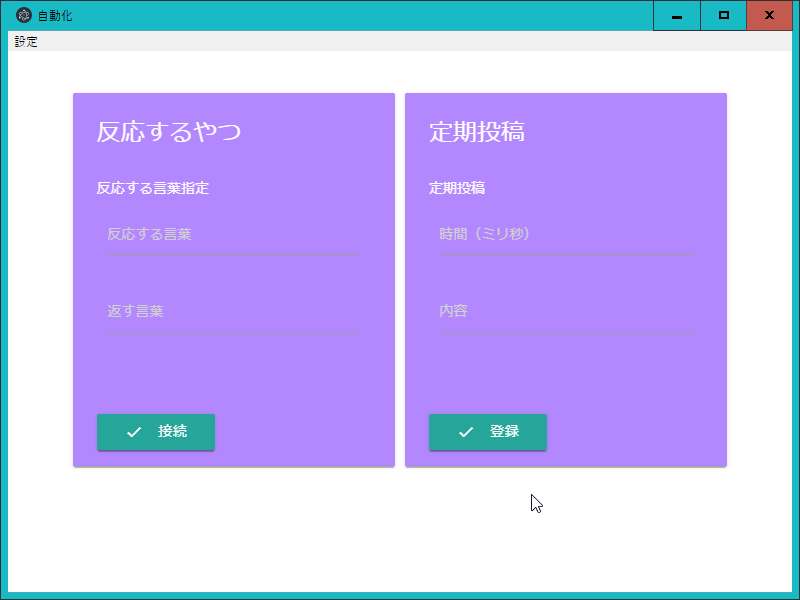 自動化
設定
反応するやつ
反応する言葉指定
反応する言葉
返す言葉
接続
定期投稿
定期投稿
時間（ミリ秒）
内容
登録